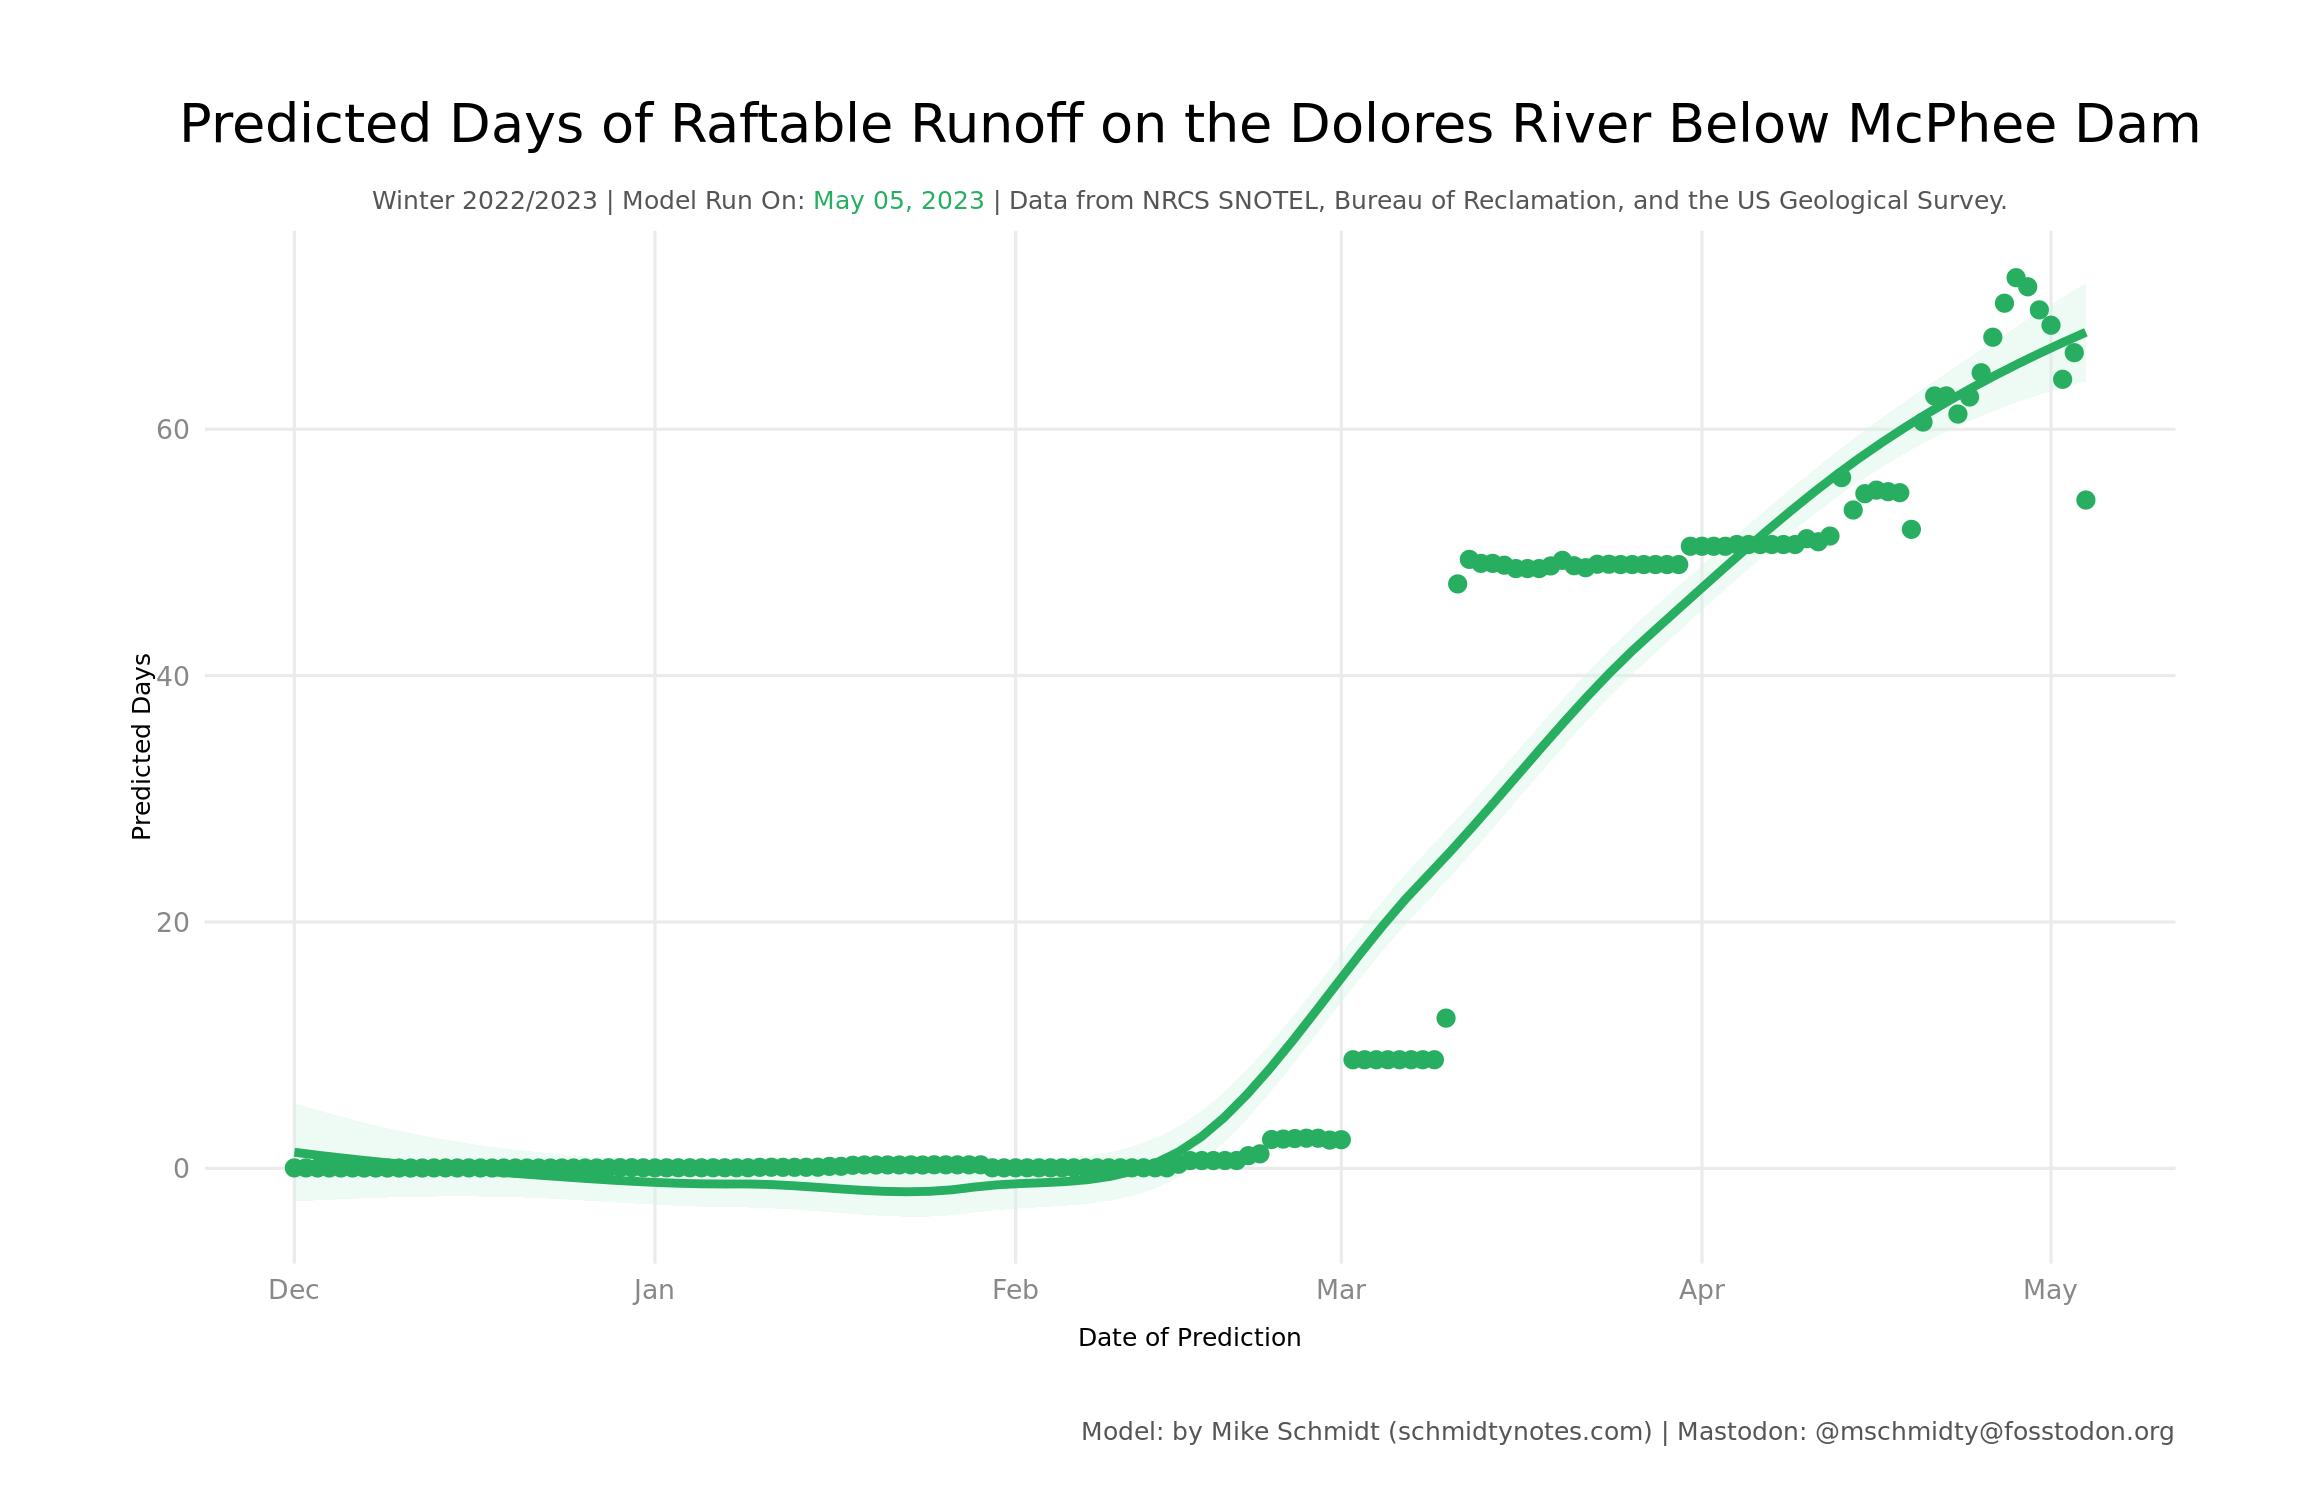 Predicted Days of Raftable Runoff on the Dolores River Below McPhee Dam
Winter 2022/2023 | Model Run On: May 05, 2023 | Data from NRCS SNOTEL, Bureau of Reclamation, and the US Geological Survey.
Predicted Days
60
40
20
0
Dec Jan Feb Mar Apr May
Date of Prediction
Model: by Mike Schmidt (schmidtynotes.com) | Mastodon: @mschmidty@fosstodon.org